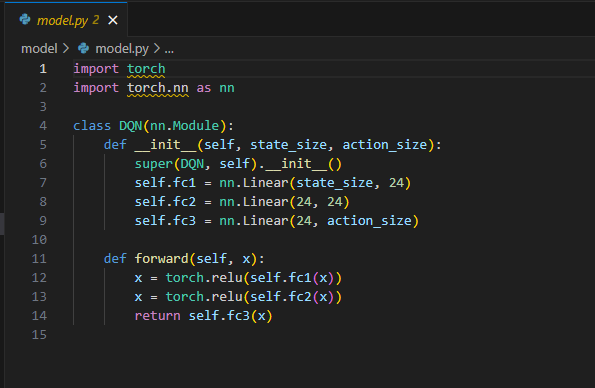 model.py 2 ×
model > model.py > ...
1 import torch
2 import torch.nn as nn
3
4 class DQN(nn.Module):
5     def __init__(self, state_size, action_size):
6         super(DQN, self).__init__()
7         self.fc1 = nn.Linear(state_size, 24)
8         self.fc2 = nn.Linear(24, 24)
9         self.fc3 = nn.Linear(24, action_size)
10
11     def forward(self, x):
12         x = torch.relu(self.fc1(x))
13         x = torch.relu(self.fc2(x))
14         return self.fc3(x)
15